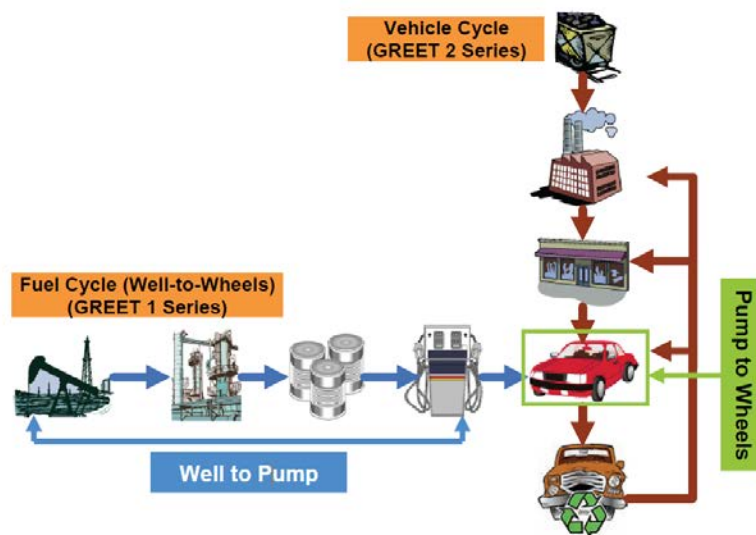 Vehicle Cycle
(GREET 2 Series)
Fuel Cycle (Well-to-Wheels)
(GREET 1 Series)
Well to Pump
Pump to Wheels